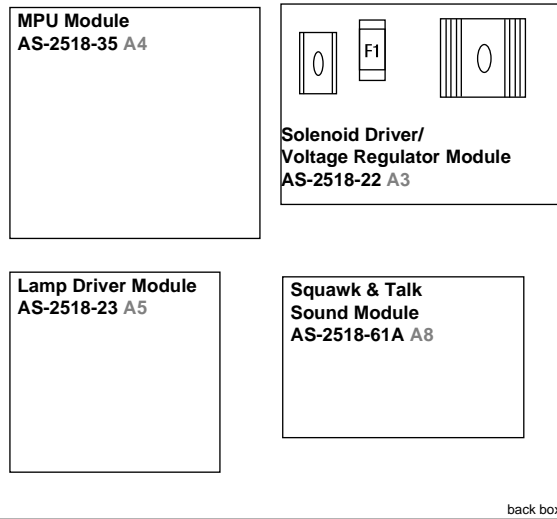 MPU Module
AS-2518-35 A4
F1
Solenoid Driver/
Voltage Regulator Module
AS-2518-22 A3
Lamp Driver Module
AS-2518-23 A5
Squawk & Talk
Sound Module
AS-2518-61A A8
back box